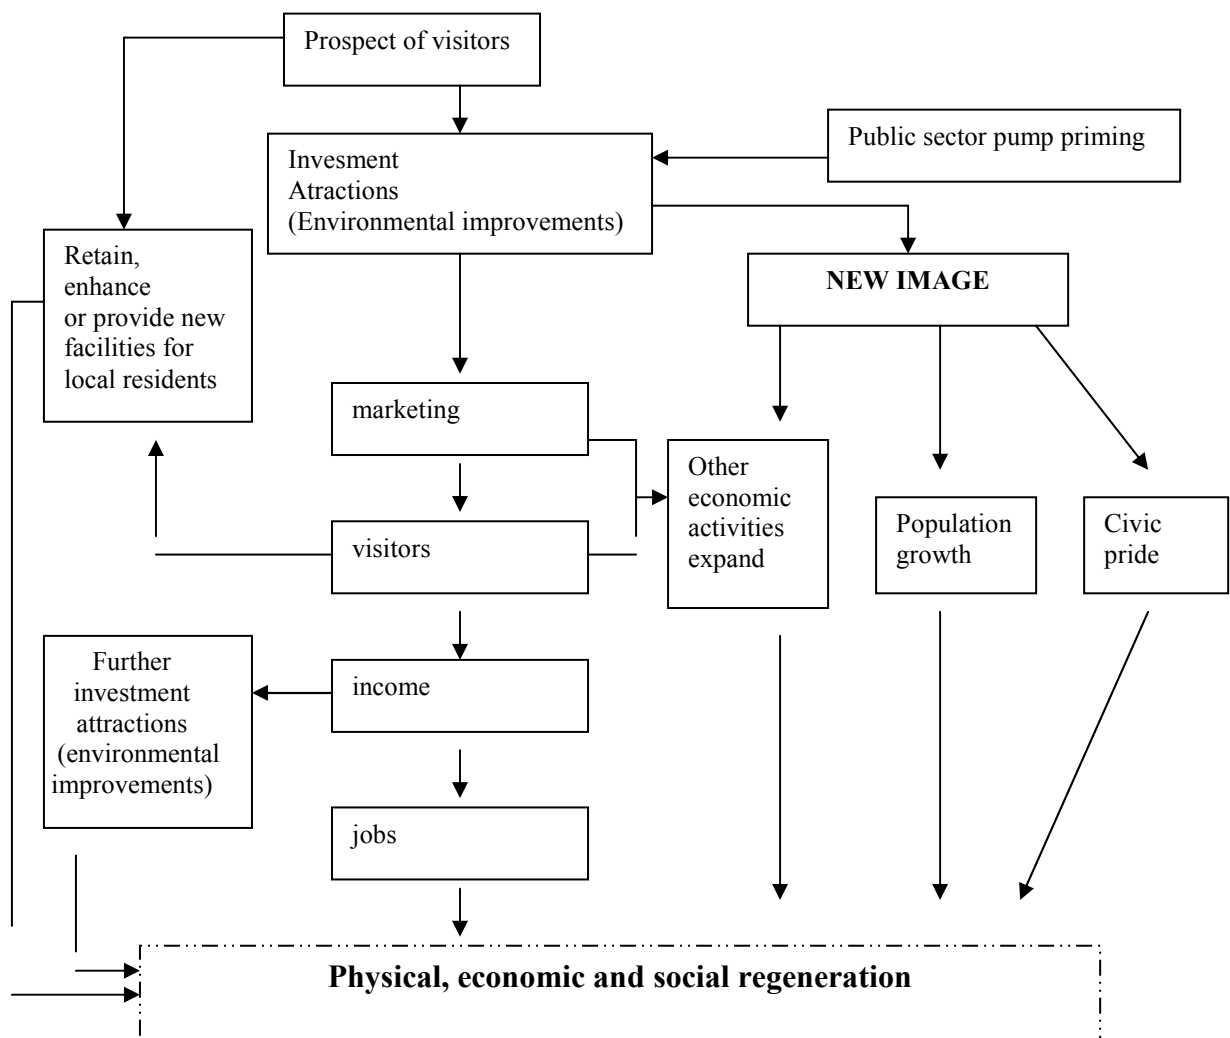 Prospect of visitors
Public sector pump priming
Invesment
Atractions
(Environmental improvements)
Retain,
enhance
or provide new
facilities for
local residents
NEW IMAGE
marketing
Other
economic
activities
expand
Population
growth
Civic
pride
visitors
Further
investment
attractions
(environmental
improvements)
income
jobs
Physical, economic and social regeneration